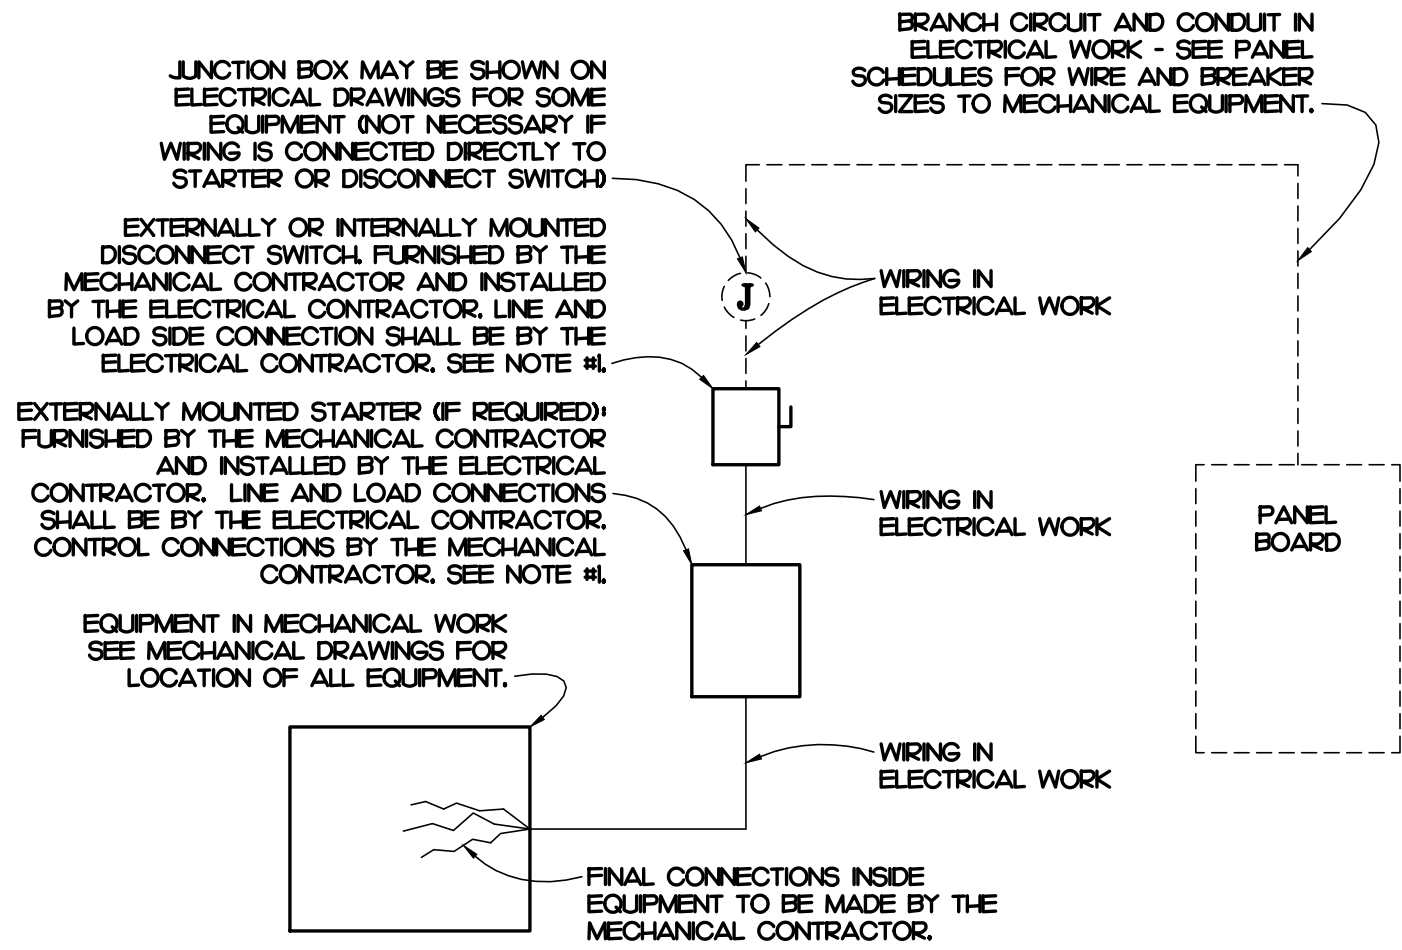 BRANCH CIRCUIT AND CONDUIT IN
ELECTRICAL WORK - SEE PANEL
SCHEDULES FOR WIRE AND BREAKER
SIZES TO MECHANICAL EQUIPMENT.
JUNCTION BOX MAY BE SHOWN ON
ELECTRICAL DRAWINGS FOR SOME
EQUIPMENT (NOT NECESSARY IF
WIRING IS CONNECTED DIRECTLY TO
STARTER OR DISCONNECT SWITCH)
EXTERNALLY OR INTERNALLY MOUNTED
DISCONNECT SWITCH. FURNISHED BY THE
MECHANICAL CONTRACTOR AND INSTALLED
BY THE ELECTRICAL CONTRACTOR. LINE AND
LOAD SIDE CONNECTION SHALL BE BY THE
ELECTRICAL CONTRACTOR. SEE NOTE #1.
J
WIRING IN
ELECTRICAL WORK
EXTERNALLY MOUNTED STARTER (IF REQUIRED):
FURNISHED BY THE MECHANICAL CONTRACTOR
AND INSTALLED BY THE ELECTRICAL
CONTRACTOR. LINE AND LOAD CONNECTIONS
SHALL BE BY THE ELECTRICAL CONTRACTOR.
CONTROL CONNECTIONS BY THE MECHANICAL
CONTRACTOR. SEE NOTE #1.
WIRING IN
ELECTRICAL WORK
PANEL
BOARD
EQUIPMENT IN MECHANICAL WORK
SEE MECHANICAL DRAWINGS FOR
LOCATION OF ALL EQUIPMENT.
WIRING IN
ELECTRICAL WORK
FINAL CONNECTIONS INSIDE
EQUIPMENT TO BE MADE BY THE
MECHANICAL CONTRACTOR.